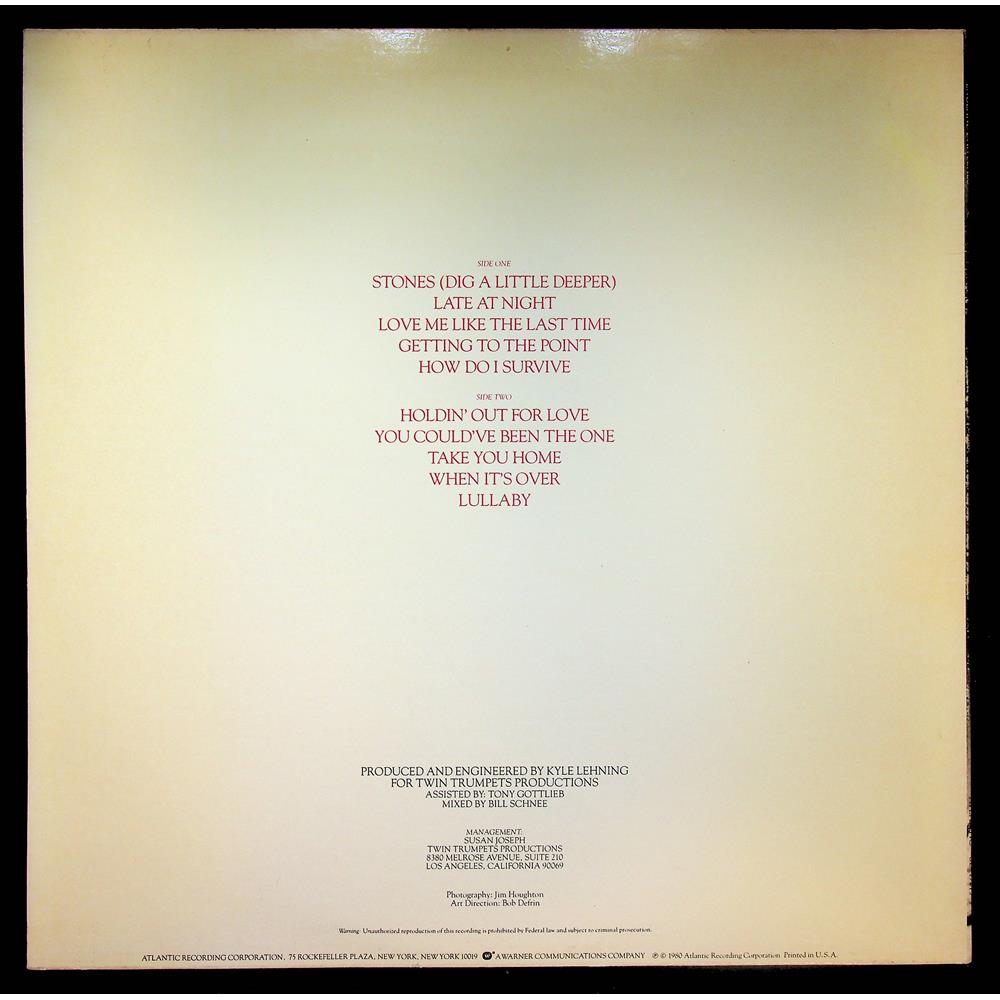 SIDE ONE
STONES (DIG A LITTLE DEEPER)
LATE AT NIGHT
LOVE ME LIKE THE LAST TIME
GETTING TO THE POINT
HOW DO I SURVIVE
SIDE TWO
HOLDIN' OUT FOR LOVE
YOU COULD'VE BEEN THE ONE
TAKE YOU HOME
WHEN IT'S OVER
LULLABY
PRODUCED AND ENGINEERED BY KYLE LEHNING
FOR TWIN TRUMPETS PRODUCTIONS
ASSISTED BY: TONY GOTTLIEB
MIXED BY BILL SCHNEE
MANAGEMENT:
SUSAN JOSEPH
TWIN TRUMPETS PRODUCTIONS
8380 MELROSE AVENUE, SUITE 210
LOS ANGELES, CALIFORNIA 90069
Photography: Jim Houghton
Art Direction: Bob Defrin
Warning: Unauthorized reproduction of this recording is prohibited by Federal law and subject to criminal prosecution.
ATLANTIC RECORDING CORPORATION, 75 ROCKEFELLER PLAZA, NEW YORK, NEW YORK 10019 A WARNER COMMUNICATIONS COMPANY ℗ © 1980 Atlantic Recording Corporation Printed in U.S.A.